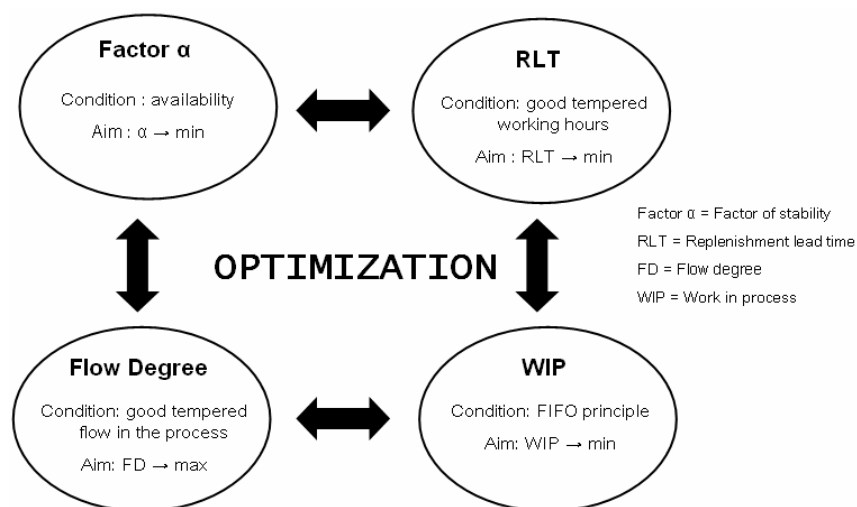 Factor α
Condition : availability
Aim : α → min
RLT
Condition: good tempered
working hours
Aim : RLT → min
Factor α = Factor of stability
RLT = Replenishment lead time
FD = Flow degree
WIP = Work in process
OPTIMIZATION
Flow Degree
Condition: good tempered
flow in the process
Aim: FD → max
WIP
Condition: FIFO principle
Aim: WIP → min